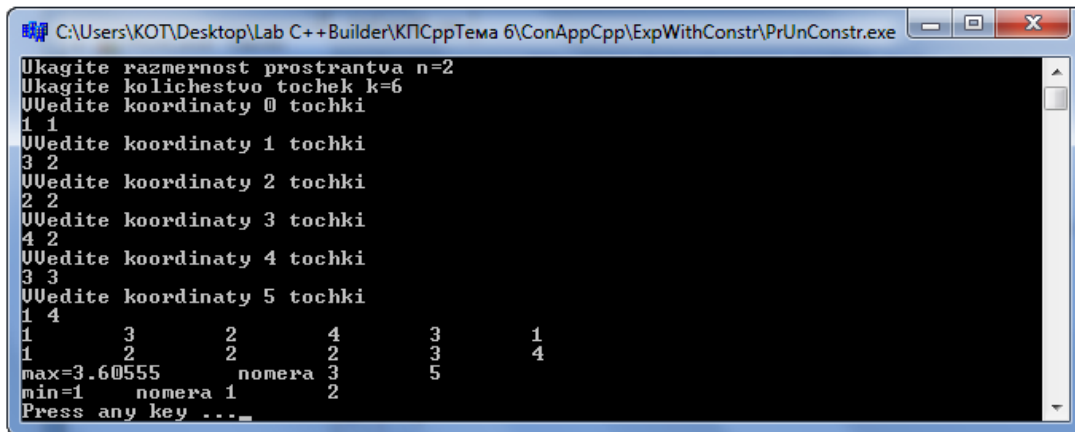 C:\Users\KOT\Desktop\Lab C++Builder\КПCppТема 6\ConAppCpp\ExpWithConstr\PrUnConstr.exe
Ukagite razmernost prostrantva n=2
Ukagite kolichestvo tochek k=6
VVedite koordinaty 0 tochki
1 1
VVedite koordinaty 1 tochki
3 2
VVedite koordinaty 2 tochki
2 2
VVedite koordinaty 3 tochki
4 2
VVedite koordinaty 4 tochki
3 3
VVedite koordinaty 5 tochki
1 4
1 3 2 4 3 1
1 2 2 2 3 4
max=3.60555 nomera 3 5
min=1 nomera 1 2
Press any key ..._